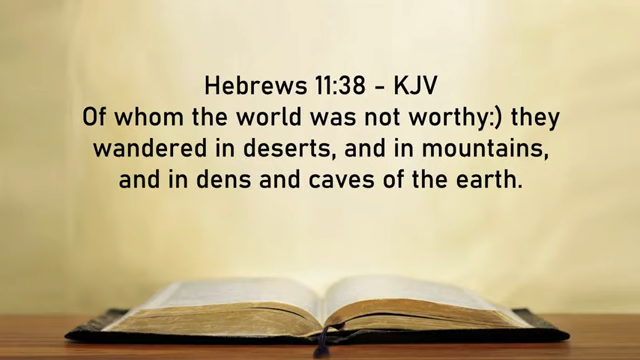 Hebrews 11:38 - KJV
Of whom the world was not worthy:) they
wandered in deserts, and in mountains,
and in dens and caves of the earth.